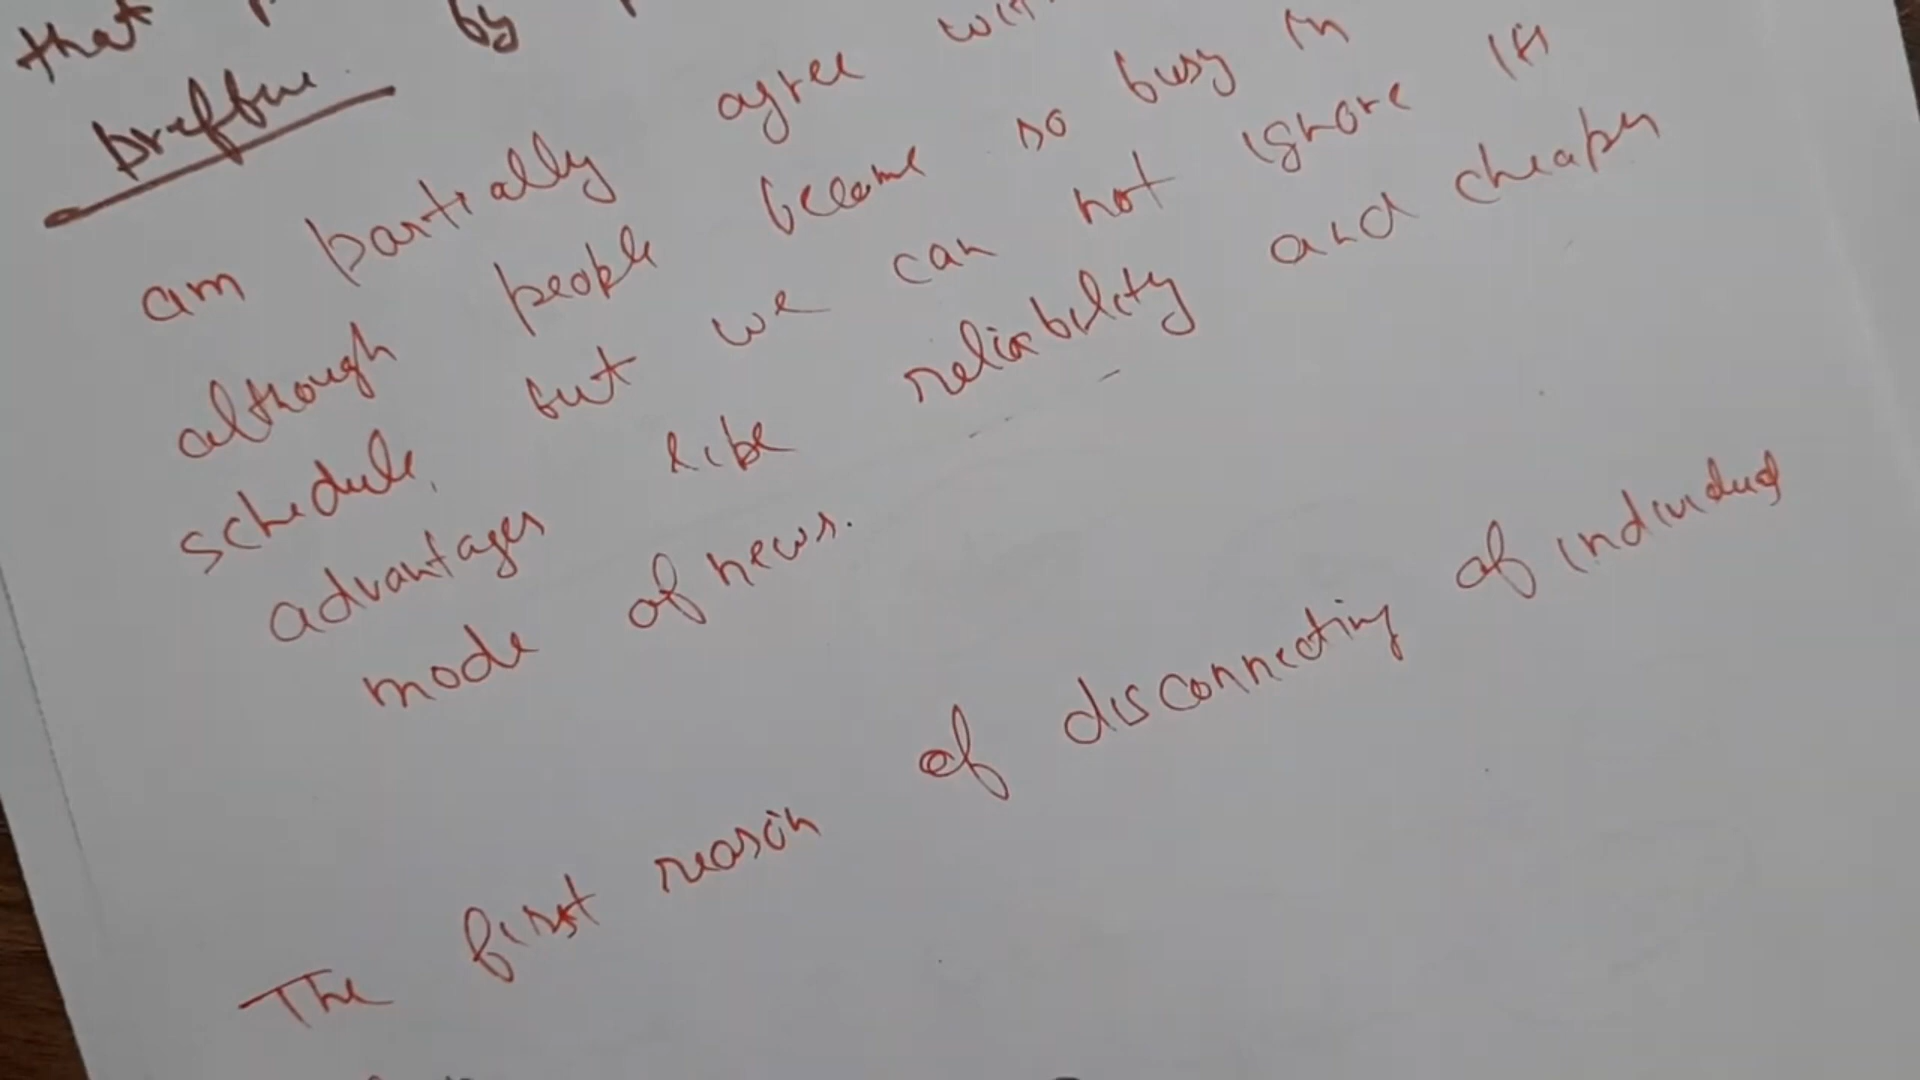 that by
am partially agree
although people become so busy in
schedule, but we can not ignore its
advantages like reliability and cheaper
mode of news.
The first reason of disconnecting of individual